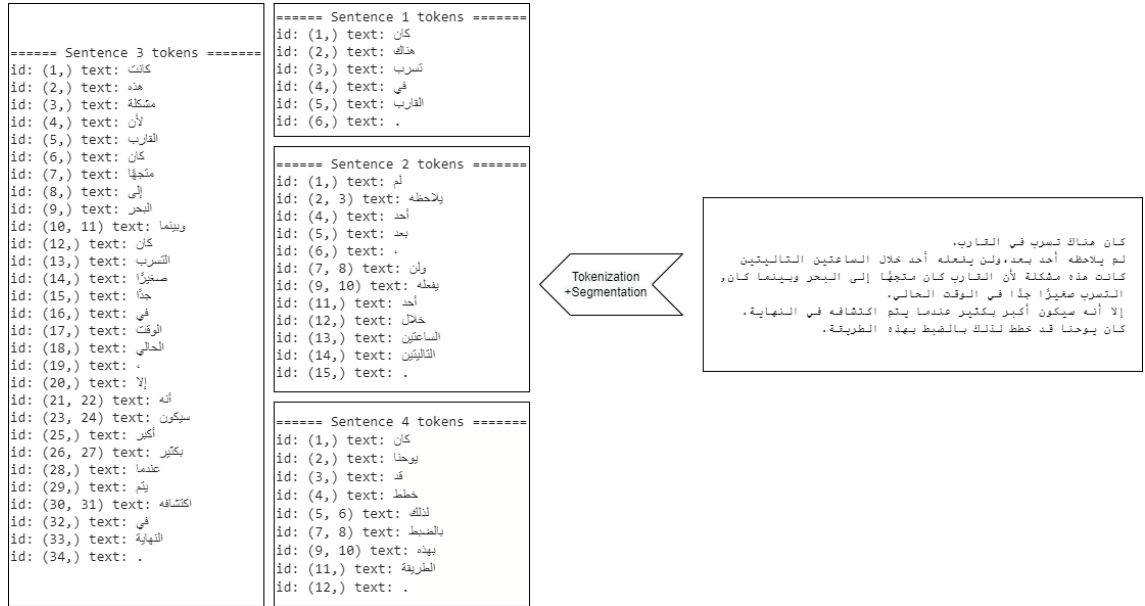 ====== Sentence 3 tokens =======
id: (1,) text: كانت
id: (2,) text: هذه
id: (3,) text: مشكلة
id: (4,) text: لأن
id: (5,) text: القارب
id: (6,) text: كان
id: (7,) text: متجهًا
id: (8,) text: إلى
id: (9,) text: البحر
id: (10, 11) text: وبينما
id: (12,) text: كان
id: (13,) text: التسرب
id: (14,) text: صغيرًا
id: (15,) text: جدًا
id: (16,) text: في
id: (17,) text: الوقت
id: (18,) text: الحالي
id: (19,) text: ،
id: (20,) text: إلا
id: (21, 22) text: أنه
id: (23, 24) text: سيكون
id: (25,) text: أكبر
id: (26, 27) text: بكثير
id: (28,) text: عندما
id: (29,) text: يتم
id: (30, 31) text: اكتشافه
id: (32,) text: في
id: (33,) text: النهاية
id: (34,) text: .
====== Sentence 1 tokens =======
id: (1,) text: كان
id: (2,) text: هناك
id: (3,) text: تسرب
id: (4,) text: في
id: (5,) text: القارب
id: (6,) text: .
====== Sentence 2 tokens =======
id: (1,) text: لم
id: (2, 3) text: يلاحظه
id: (4,) text: أحد
id: (5,) text: بعد
id: (6,) text: ،
id: (7, 8) text: ولن
id: (9, 10) text: يفعله
id: (11,) text: أحد
id: (12,) text: خلال
id: (13,) text: الساعتين
id: (14,) text: التاليتين
id: (15,) text: .
====== Sentence 4 tokens =======
id: (1,) text: كان
id: (2,) text: يوحنا
id: (3,) text: قد
id: (4,) text: خطط
id: (5, 6) text: لذلك
id: (7, 8) text: بالضبط
id: (9, 10) text: بهذه
id: (11,) text: الطريقة
id: (12,) text: .
Tokenization
+Segmentation
كان هناك تسرب في القارب.
لم يلاحظه أحد بعد،ولن يفعله أحد خلال الساعتين التاليتين
كانت هذه مشكلة لأن القارب كان متجهًا إلى البحر وبينما كان,
التسرب صغيرًا جدًا في الوقت الحالي.
إلا أنه سيكون أكبر بكثير عندما يتم اكتشافه في النهاية.
كان يوحنا قد خطط لذلك بالضبط بهذه الطريقة.